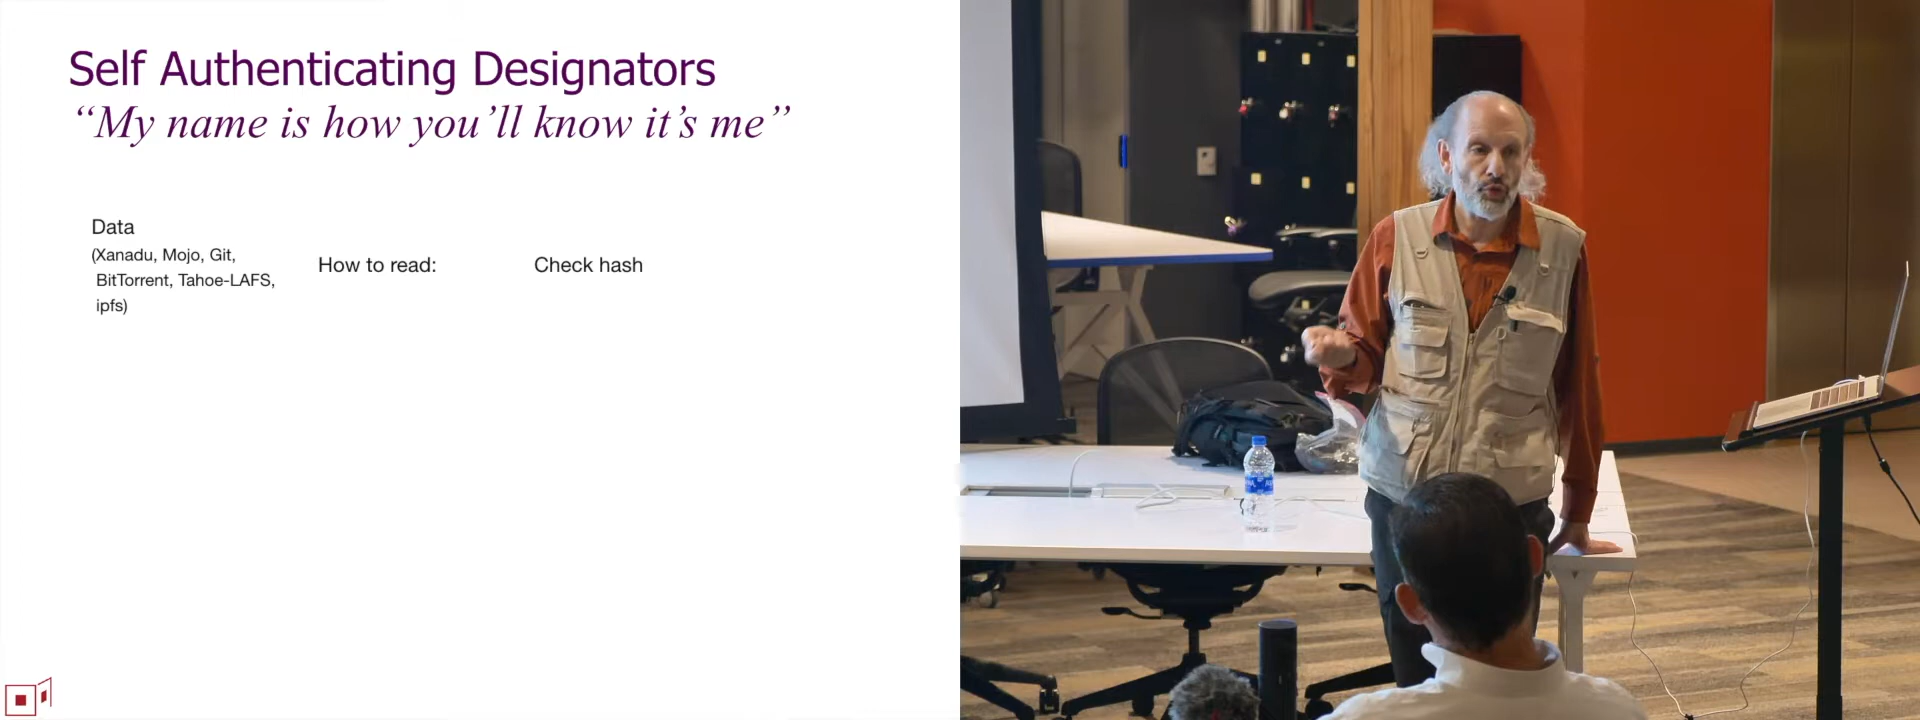 Self Authenticating Designators
“My name is how you’ll know it’s me”
Data
(Xanadu, Mojo, Git,
BitTorrent, Tahoe-LAFS,
ipfs)
How to read:
Check hash